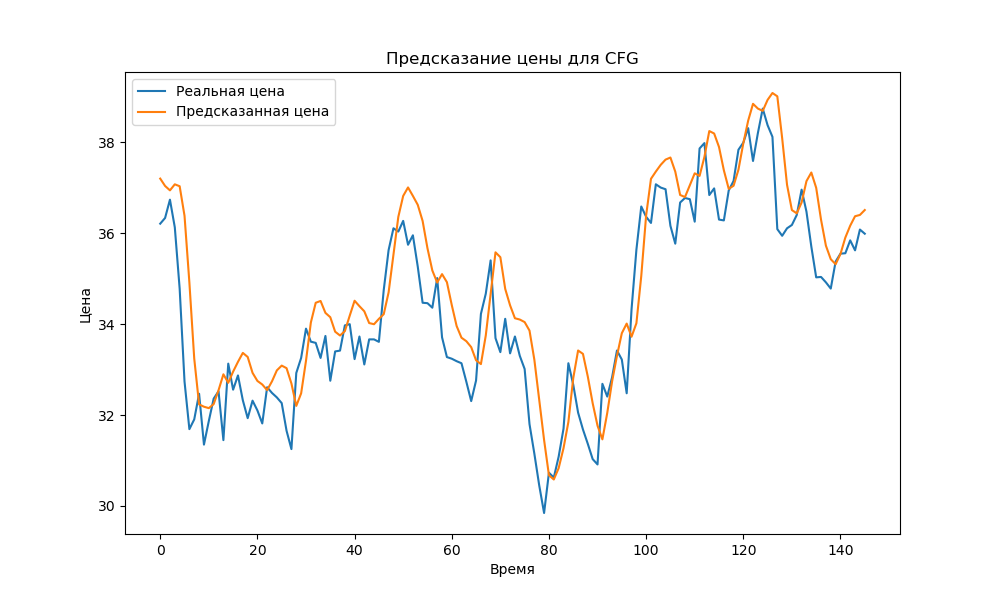 Предсказание цены для CFG
Реальная цена
Предсказанная цена
Цена
38
36
34
32
30
0 20 40 60 80 100 120 140
Время